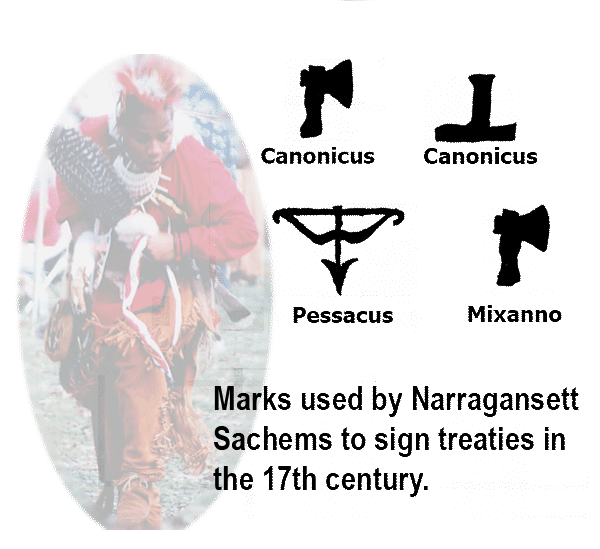 Canonicus
Canonicus
Pessacus
Mixanno
Marks used by Narragansett
Sachems to sign treaties in
the 17th century.